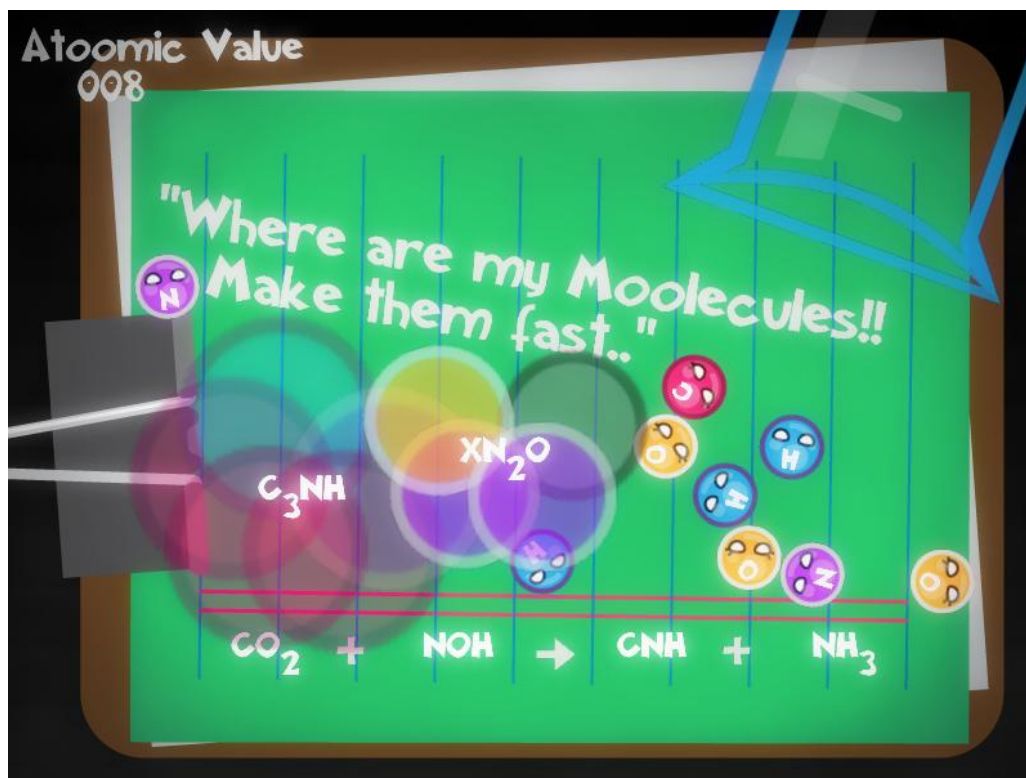 Atoomic Value
008
"Where are my Moolecules!!
Make them fast.."
N
C
O
H
H
XN₂O
C₃NH
H
O
N
O
CO₂ + NOH → CNH + NH₃